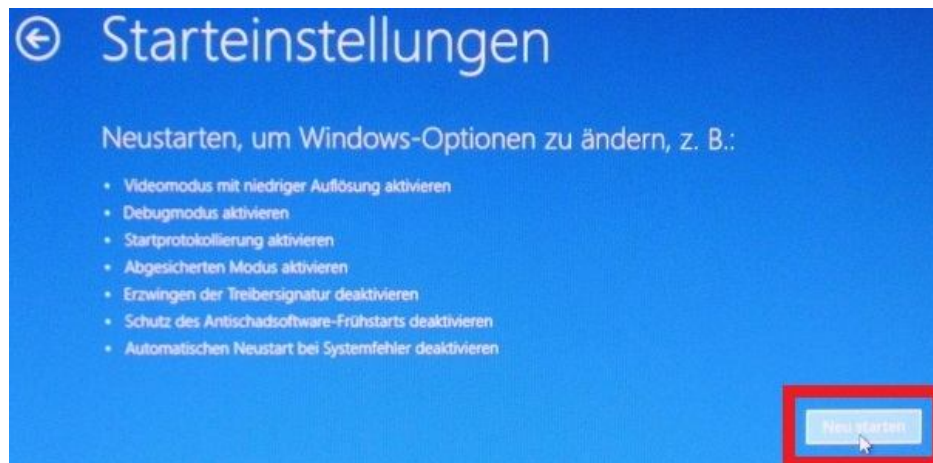 Starteinstellungen
Neustarten, um Windows-Optionen zu ändern, z. B.:
• Videomodus mit niedriger Auflösung aktivieren
• Debugmodus aktivieren
• Startprotokollierung aktivieren
• Abgesicherten Modus aktivieren
• Erzwingen der Treibersignatur deaktivieren
• Schutz des Antischadsoftware-Frühstarts deaktivieren
• Automatischen Neustart bei Systemfehler deaktivieren
Neu starten